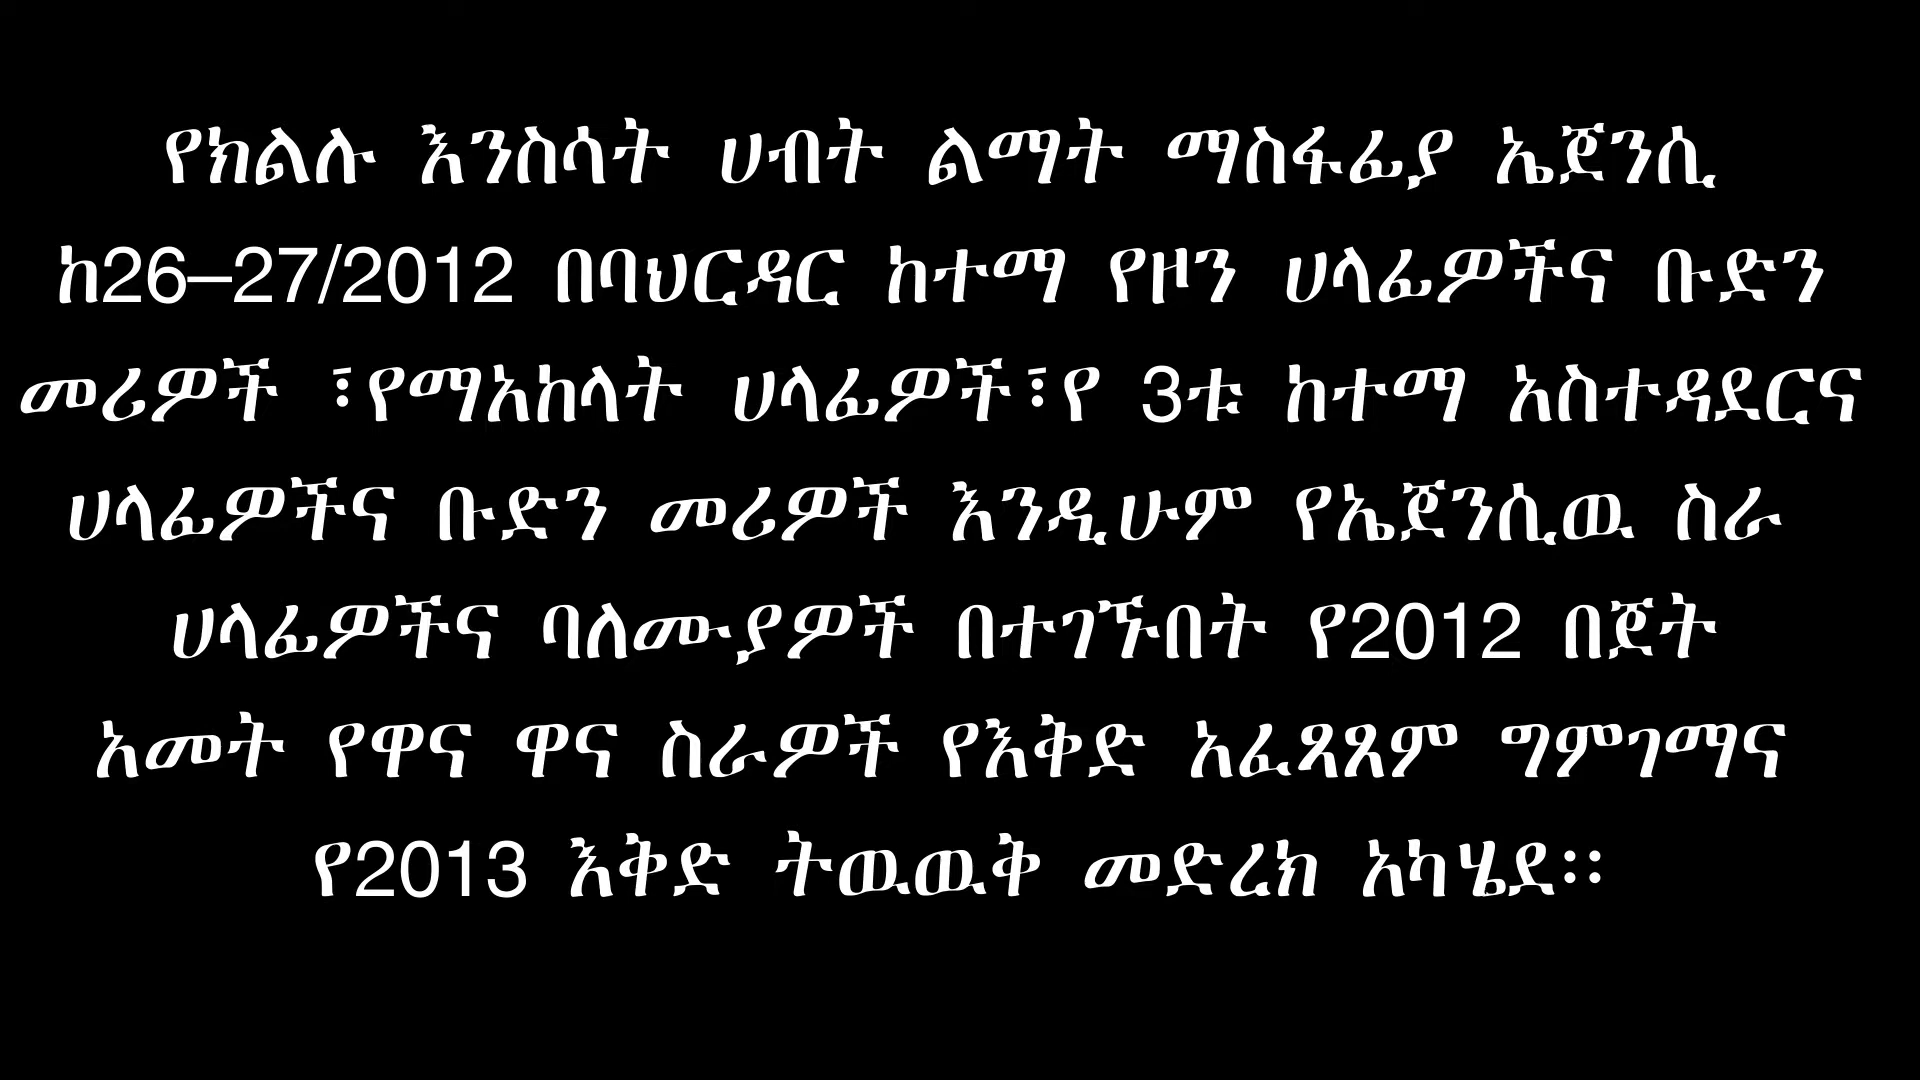 የክልሉ እንስሳት ሀብት ልማት ማስፋፊያ ኤጀንሲ
ከ26–27/2012 በባህርዳር ከተማ የዞን ሀላፊዎችና ቡድን
መሪዎች ፣የማእከላት ሀላፊዎች፣የ 3ቱ ከተማ አስተዳደርና
ሀላፊዎችና ቡድን መሪዎች እንዲሁም የኤጀንሲዉ ስራ
ሀላፊዎችና ባለሙያዎች በተገኙበት የ2012 በጀት
አመት የዋና ዋና ስራዎች የእቅድ አፈጻጸም ግምገማና
የ2013 እቅድ ትዉዉቅ መድረክ አካሄደ፡፡